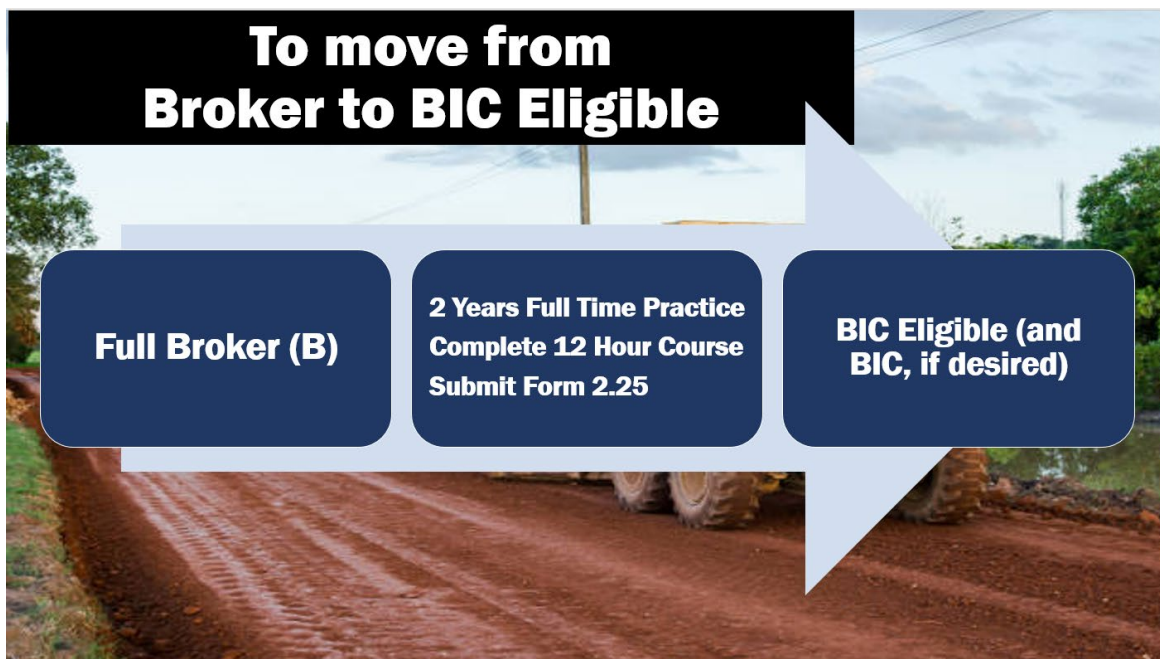 To move from
Broker to BIC Eligible
Full Broker (B)
2 Years Full Time Practice
Complete 12 Hour Course
Submit Form 2.25
BIC Eligible (and
BIC, if desired)